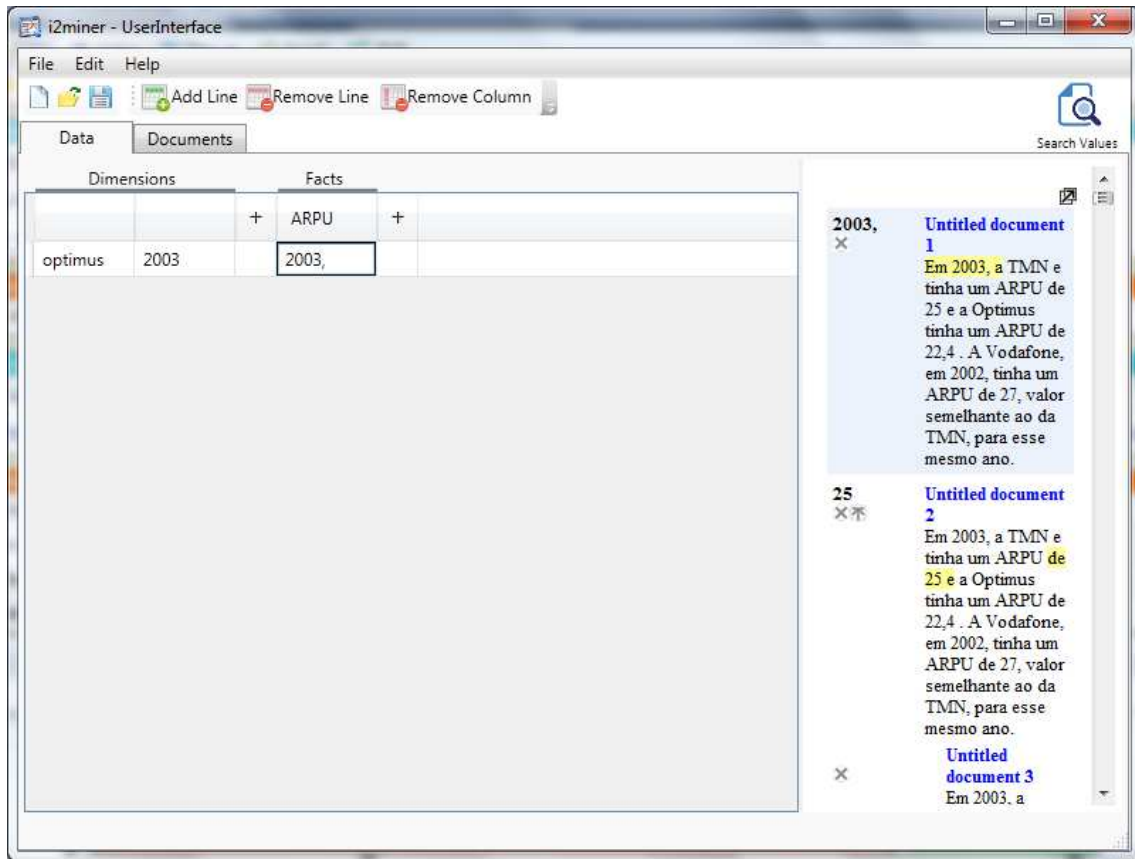 i2miner - UserInterface
File Edit Help
Add Line Remove Line Remove Column
Search Values
Data Documents
Dimensions Facts
+ ARPU +
optimus 2003 2003,
2003,
Untitled document
1
Em 2003, a TMN e
tinha um ARPU de
25 e a Optimus
tinha um ARPU de
22,4 . A Vodafone,
em 2002, tinha um
ARPU de 27, valor
semelhante ao da
TMN, para esse
mesmo ano.
25
Untitled document
2
Em 2003, a TMN e
tinha um ARPU de
25 e a Optimus
tinha um ARPU de
22,4 . A Vodafone,
em 2002, tinha um
ARPU de 27, valor
semelhante ao da
TMN, para esse
mesmo ano.
Untitled
document 3
Em 2003, a